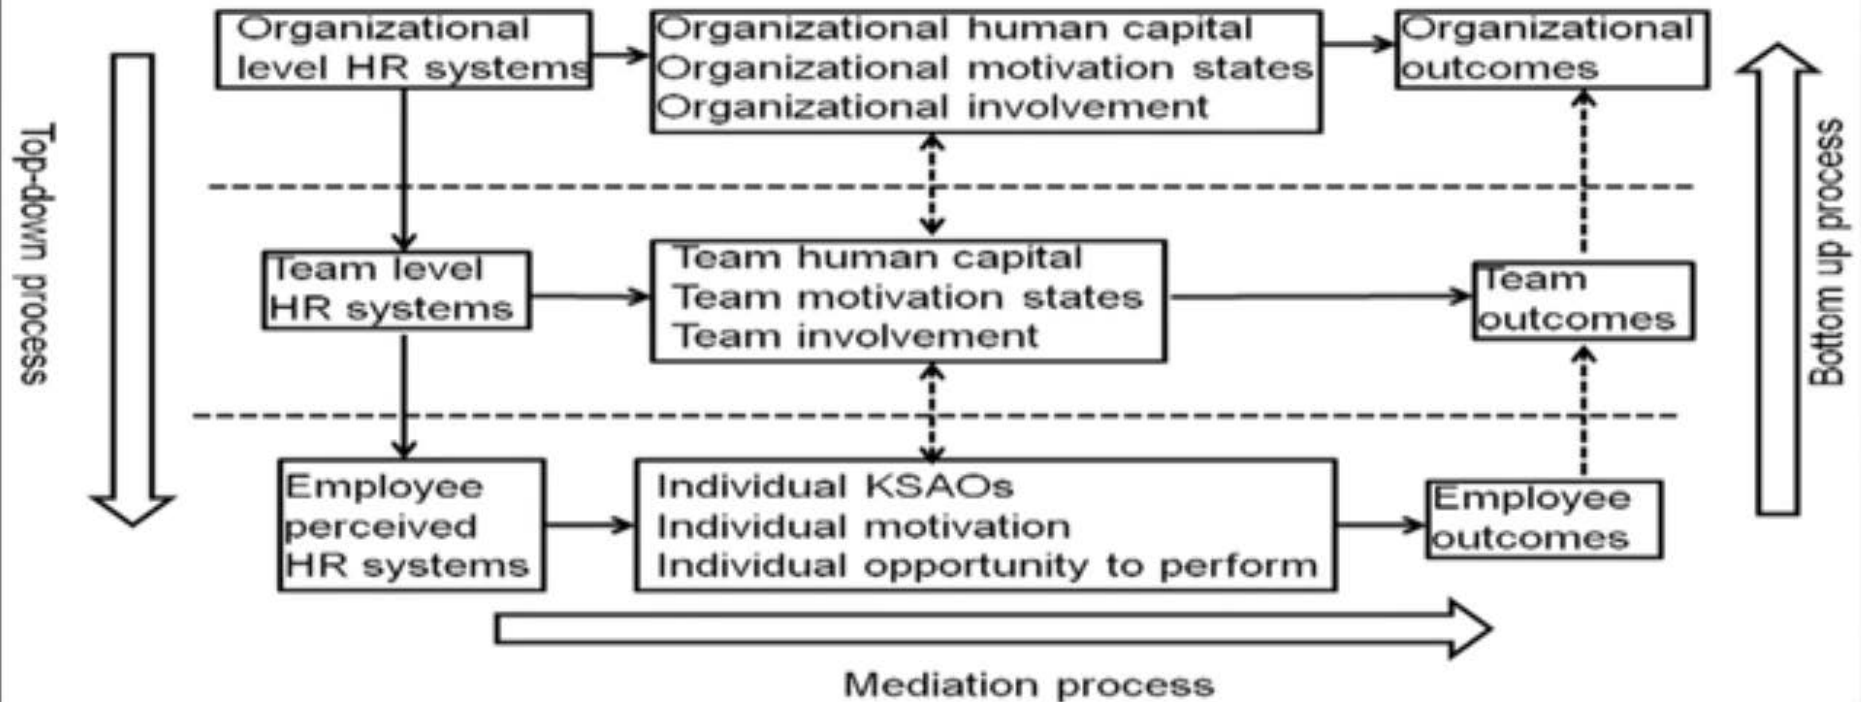 Organizational
level HR systems
Organizational human capital
Organizational motivation states
Organizational involvement
Organizational
outcomes
Top-down process
Bottom up process
Team level
HR systems
Team human capital
Team motivation states
Team involvement
Team
outcomes
Employee
perceived
HR systems
Individual KSAOs
Individual motivation
Individual opportunity to perform
Employee
outcomes
Mediation process